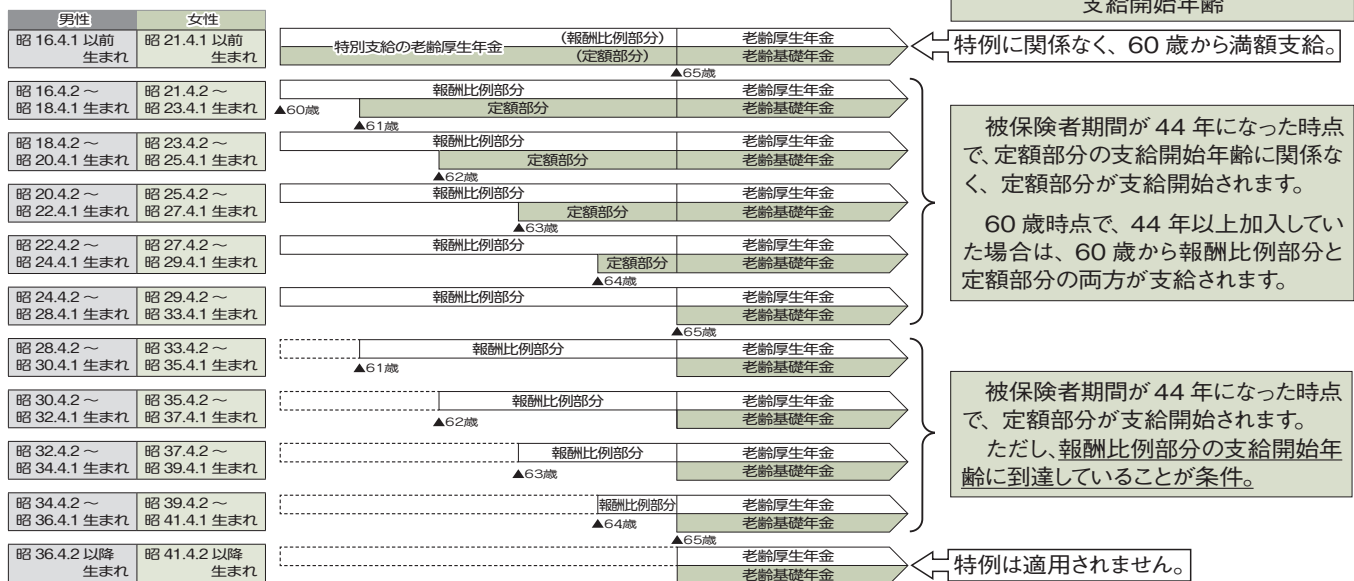 支給開始年齢
男性 女性
昭 16.4.1 以前
生まれ
昭 21.4.1 以前
生まれ
特別支給の老齢厚生年金
(報酬比例部分)
(定額部分)
老齢厚生年金
老齢基礎年金
▲65歳
特例に関係なく、60 歳から満額支給。
昭 16.4.2 ～
昭 18.4.1 生まれ
昭 21.4.2 ～
昭 23.4.1 生まれ
▲60歳
報酬比例部分
定額部分
老齢厚生年金
老齢基礎年金
▲61歳
昭 18.4.2 ～
昭 20.4.1 生まれ
昭 23.4.2 ～
昭 25.4.1 生まれ
報酬比例部分
定額部分
老齢厚生年金
老齢基礎年金
▲62歳
昭 20.4.2 ～
昭 22.4.1 生まれ
昭 25.4.2 ～
昭 27.4.1 生まれ
報酬比例部分
定額部分
老齢厚生年金
老齢基礎年金
▲63歳
昭 22.4.2 ～
昭 24.4.1 生まれ
昭 27.4.2 ～
昭 29.4.1 生まれ
報酬比例部分
定額部分
老齢厚生年金
老齢基礎年金
▲64歳
昭 24.4.2 ～
昭 28.4.1 生まれ
昭 29.4.2 ～
昭 33.4.1 生まれ
報酬比例部分
老齢厚生年金
老齢基礎年金
▲65歳
被保険者期間が 44 年になった時点
で、定額部分の支給開始年齢に関係な
く、定額部分が支給開始されます。
60 歳時点で、44 年以上加入してい
た場合は、60 歳から報酬比例部分と
定額部分の両方が支給されます。
昭 28.4.2 ～
昭 30.4.1 生まれ
昭 33.4.2 ～
昭 35.4.1 生まれ
報酬比例部分
老齢厚生年金
老齢基礎年金
▲61歳
昭 30.4.2 ～
昭 32.4.1 生まれ
昭 35.4.2 ～
昭 37.4.1 生まれ
報酬比例部分
老齢厚生年金
老齢基礎年金
▲62歳
昭 32.4.2 ～
昭 34.4.1 生まれ
昭 37.4.2 ～
昭 39.4.1 生まれ
報酬比例部分
老齢厚生年金
老齢基礎年金
▲63歳
昭 34.4.2 ～
昭 36.4.1 生まれ
昭 39.4.2 ～
昭 41.4.1 生まれ
報酬比例部分
老齢厚生年金
老齢基礎年金
▲64歳
▲65歳
被保険者期間が 44 年になった時点
で、定額部分が支給開始されます。
ただし、報酬比例部分の支給開始年
齢に到達していることが条件。
昭 36.4.2 以降
生まれ
昭 41.4.2 以降
生まれ
老齢厚生年金
老齢基礎年金
特例は適用されません。